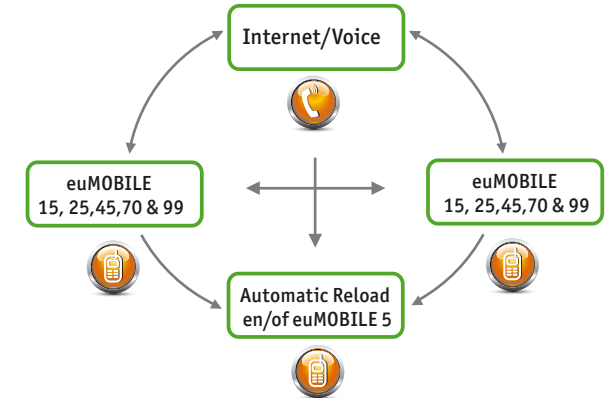 Internet/Voice
euMOBILE
15, 25,45,70 & 99
euMOBILE
15, 25,45,70 & 99
Automatic Reload
en/of euMOBILE 5